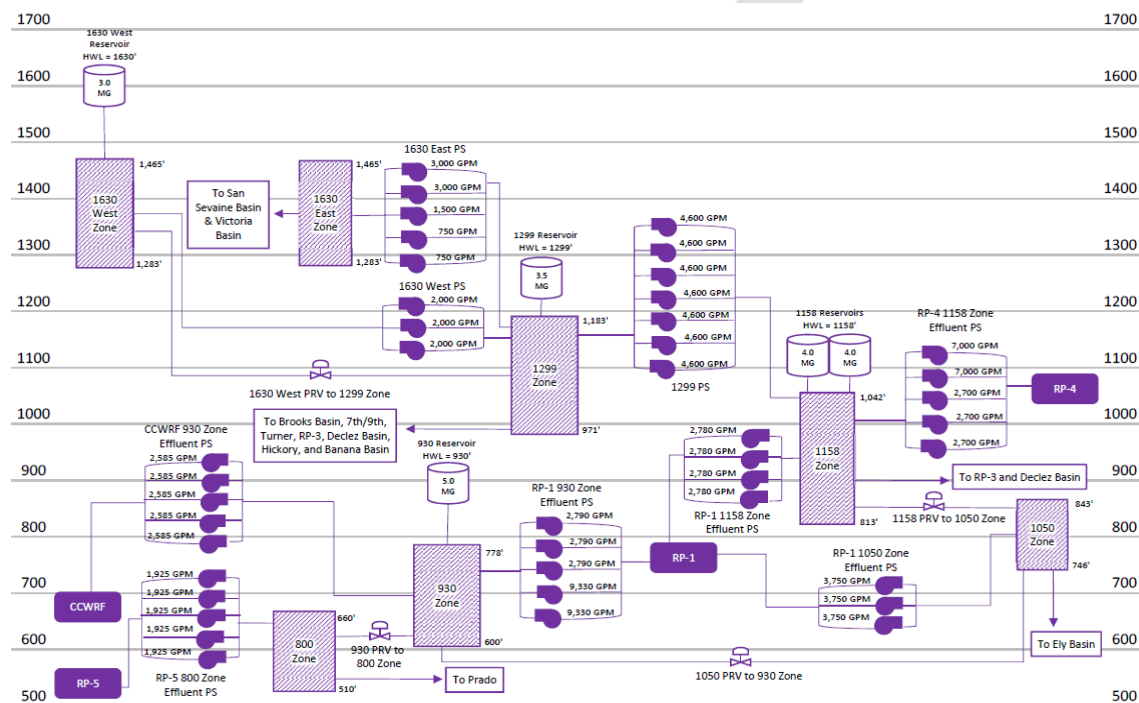 1700
1700
1630 West
Reservoir
HWL = 1630'
1600
1600
3.0
MG
1500
1500
1630 East PS
1,465'
1,465'
3,000 GPM
3,000 GPM
1,500 GPM
750 GPM
750 GPM
1400
1400
To San
Sevaine Basin
& Victoria
Basin
1630
West
Zone
1630
East
Zone
1,283'
1,283'
1300
1300
1299 Reservoir
HWL = 1299'
3.5
MG
4,600 GPM
4,600 GPM
4,600 GPM
4,600 GPM
4,600 GPM
4,600 GPM
4,600 GPM
1299 PS
1630 West PS
2,000 GPM
2,000 GPM
2,000 GPM
1200
1200
1,183'
1299
Zone
971'
1158 Reservoirs
HWL = 1158'
4.0
MG
4.0
MG
RP-4 1158 Zone
Effluent PS
7,000 GPM
7,000 GPM
2,700 GPM
2,700 GPM
2,700 GPM
RP-4
1100
1100
1630 West PRV to 1299 Zone
1,042'
1158
Zone
813'
1000
1000
To Brooks Basin, 7th/9th,
Turner, RP-3, Declez Basin,
Hickory, and Banana Basin
CCWRF 930 Zone
Effluent PS
2,585 GPM
2,585 GPM
2,585 GPM
2,585 GPM
2,585 GPM
930 Reservoir
HWL = 930'
5.0
MG
2,780 GPM
2,780 GPM
2,780 GPM
2,780 GPM
RP-1 1158 Zone
Effluent PS
900
900
To RP-3 and Declez Basin
1158 PRV to 1050 Zone
RP-1 930 Zone
Effluent PS
2,790 GPM
2,790 GPM
2,790 GPM
9,330 GPM
9,330 GPM
843'
1050
Zone
746'
800
800
778'
930
Zone
600'
RP-1
RP-1 1050 Zone
Effluent PS
3,750 GPM
3,750 GPM
3,750 GPM
700
700
CCWRF
1,925 GPM
1,925 GPM
1,925 GPM
1,925 GPM
1,925 GPM
RP-5 800 Zone
Effluent PS
660'
800
Zone
510'
930 PRV to
800 Zone
600
600
To Ely Basin
To Prado
1050 PRV to 930 Zone
RP-5
500
500